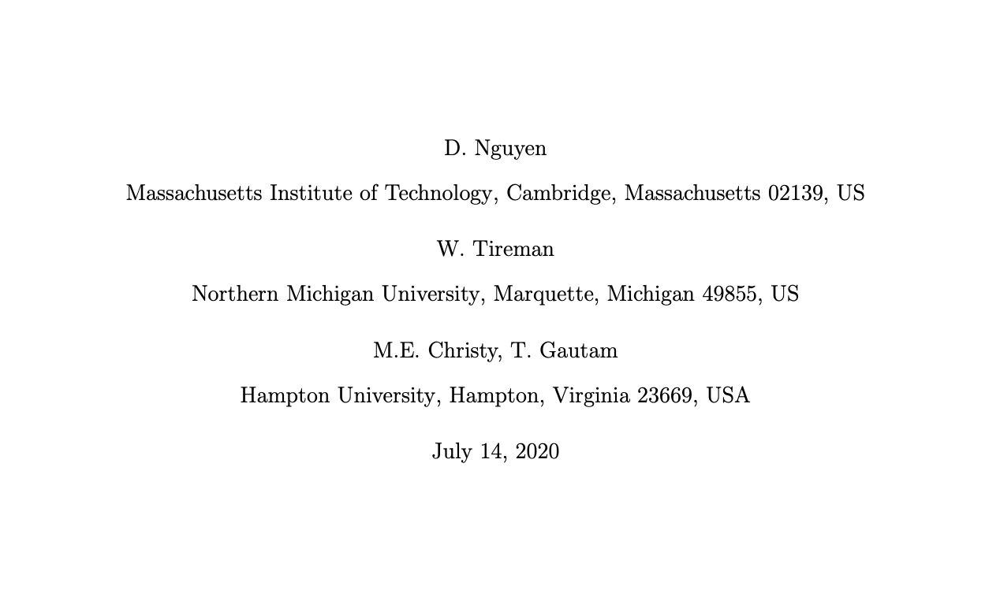 D. Nguyen
Massachusetts Institute of Technology, Cambridge, Massachusetts 02139, US
W. Tireman
Northern Michigan University, Marquette, Michigan 49855, US
M.E. Christy, T. Gautam
Hampton University, Hampton, Virginia 23669, USA
July 14, 2020